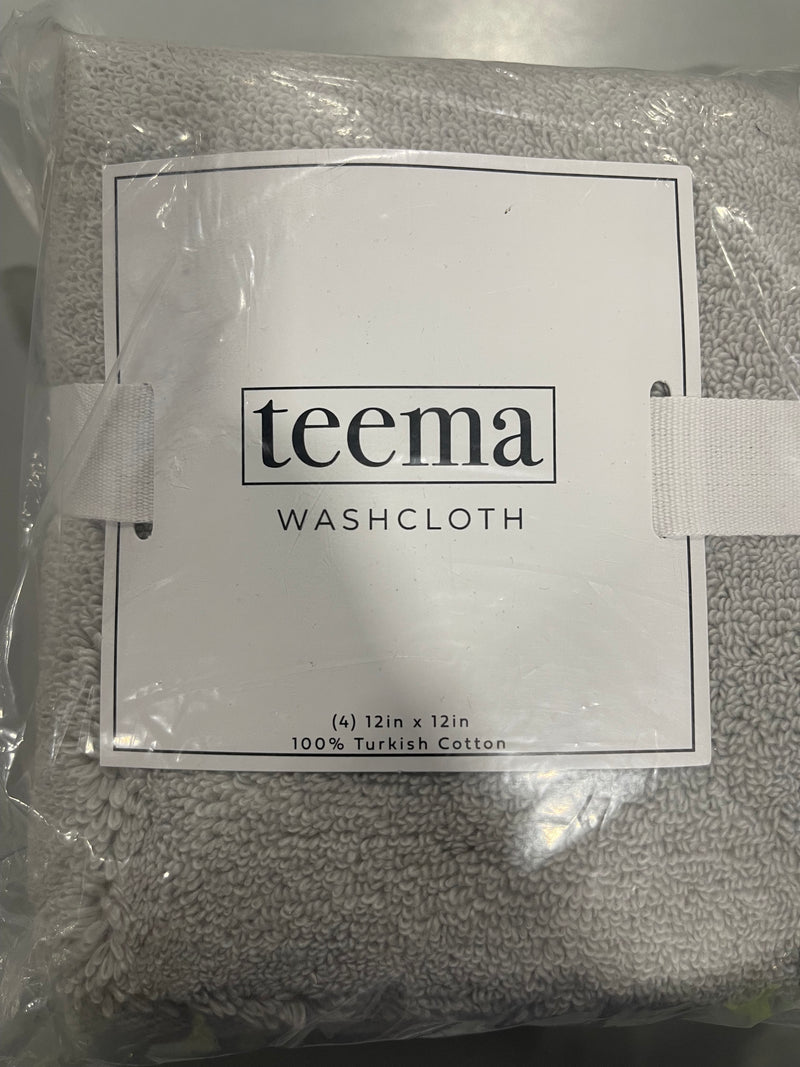 teema
WASHCLOTH
(4) 12in x 12in
100% Turkish Cotton